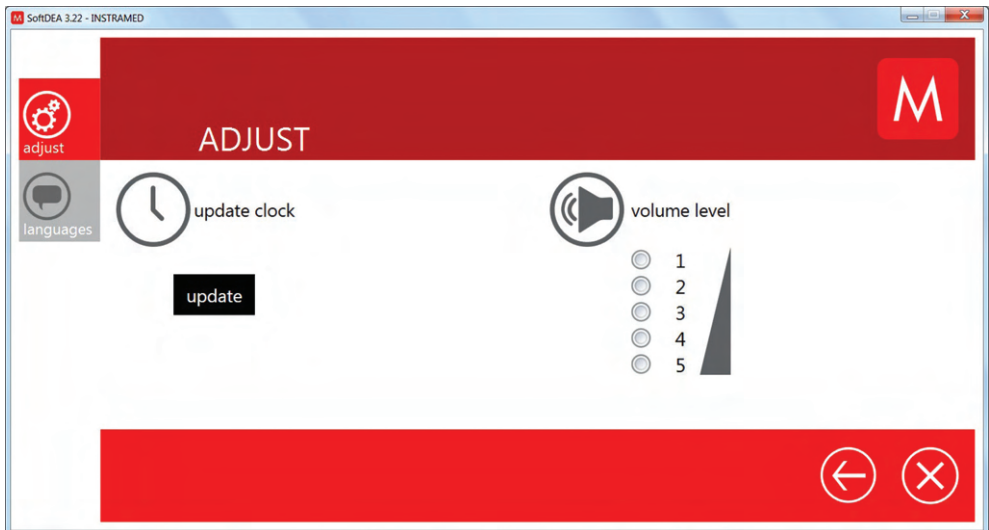 SoftDEA 3.22 - INSTRAMED
M
ADJUST
adjust
languages
update clock
update
volume level
1
2
3
4
5